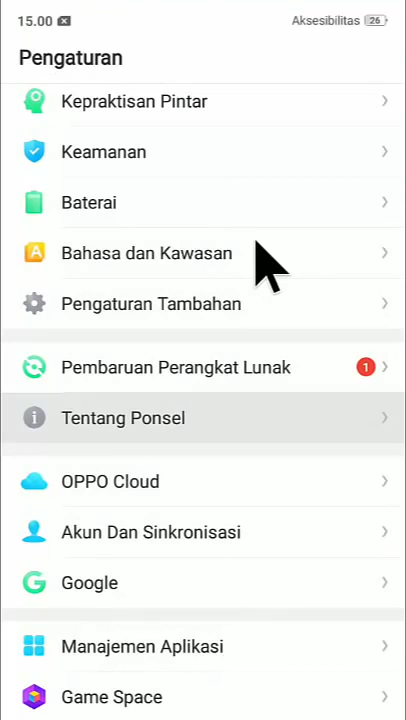 15.00
Aksesibilitas 26
Pengaturan
Kepraktisan Pintar
Keamanan
Baterai
A Bahasa dan Kawasan
Pengaturan Tambahan
Pembaruan Perangkat Lunak 1
Tentang Ponsel
OPPO Cloud
Akun Dan Sinkronisasi
Google
Manajemen Aplikasi
Game Space